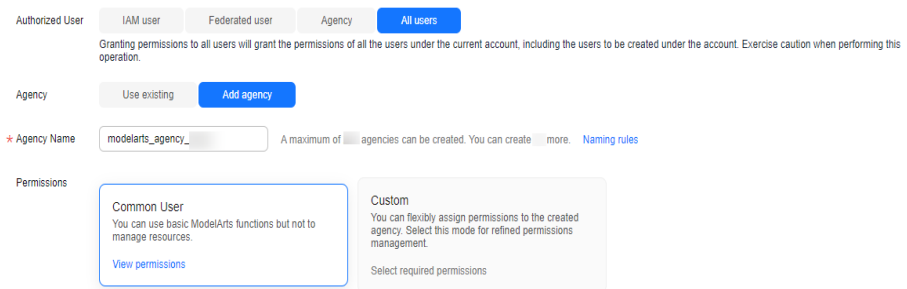 Authorized User IAM user Federated user Agency All users
Granting permissions to all users will grant the permissions of all the users under the current account, including the users to be created under the account. Exercise caution when performing this
operation.
Agency Use existing Add agency
* Agency Name modelarts_agency_ A maximum of agencies can be created. You can create more. Naming rules
Permissions
Common User
You can use basic ModelArts functions but not to
manage resources.
View permissions
Custom
You can flexibly assign permissions to the created
agency. Select this mode for refined permissions
management.
Select required permissions